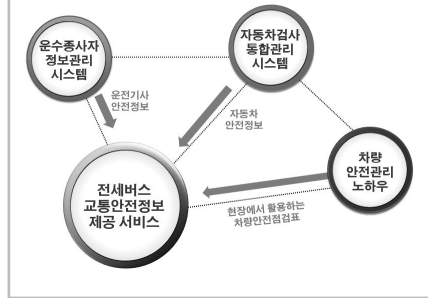 운수종사자
정보관리
시스템
자동차검사
통합관리
시스템
운전기사
안전정보
자동차
안전정보
차량
안전관리
노하우
전세버스
교통안전정보
제공 서비스
현장에서 활용하는
차량안전점검표